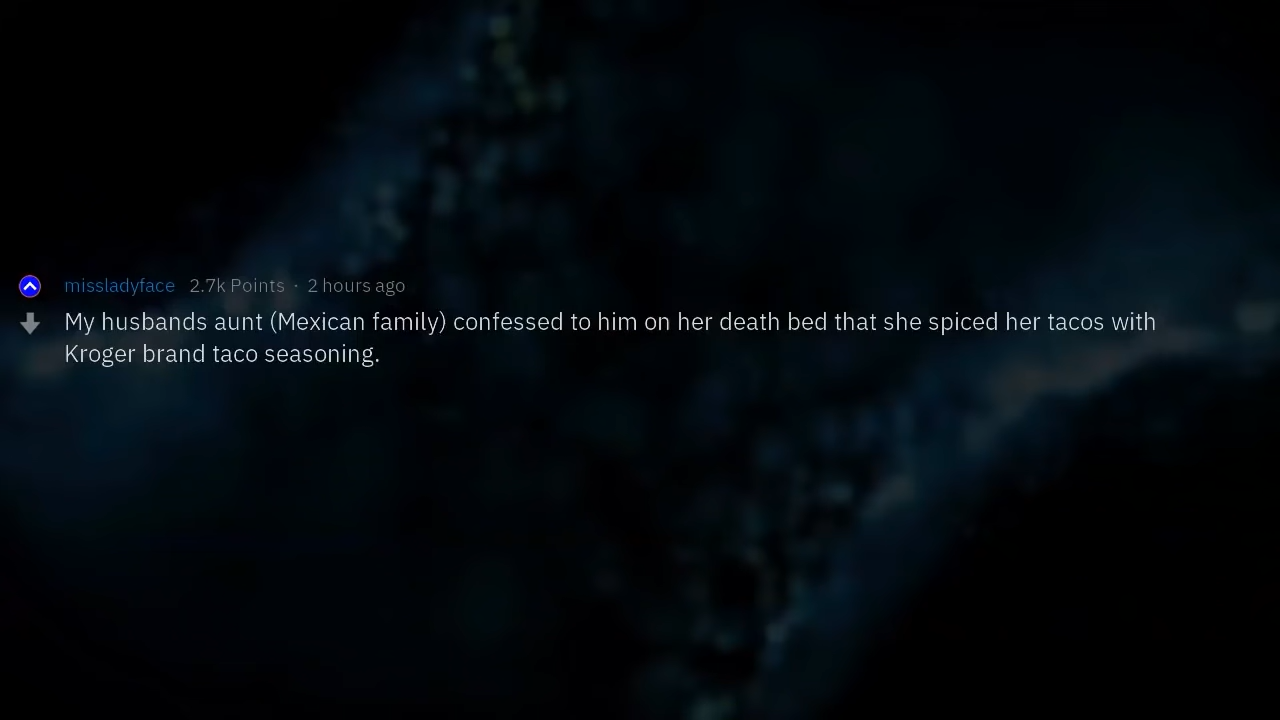 missladyface 2.7k Points · 2 hours ago
My husbands aunt (Mexican family) confessed to him on her death bed that she spiced her tacos with
Kroger brand taco seasoning.